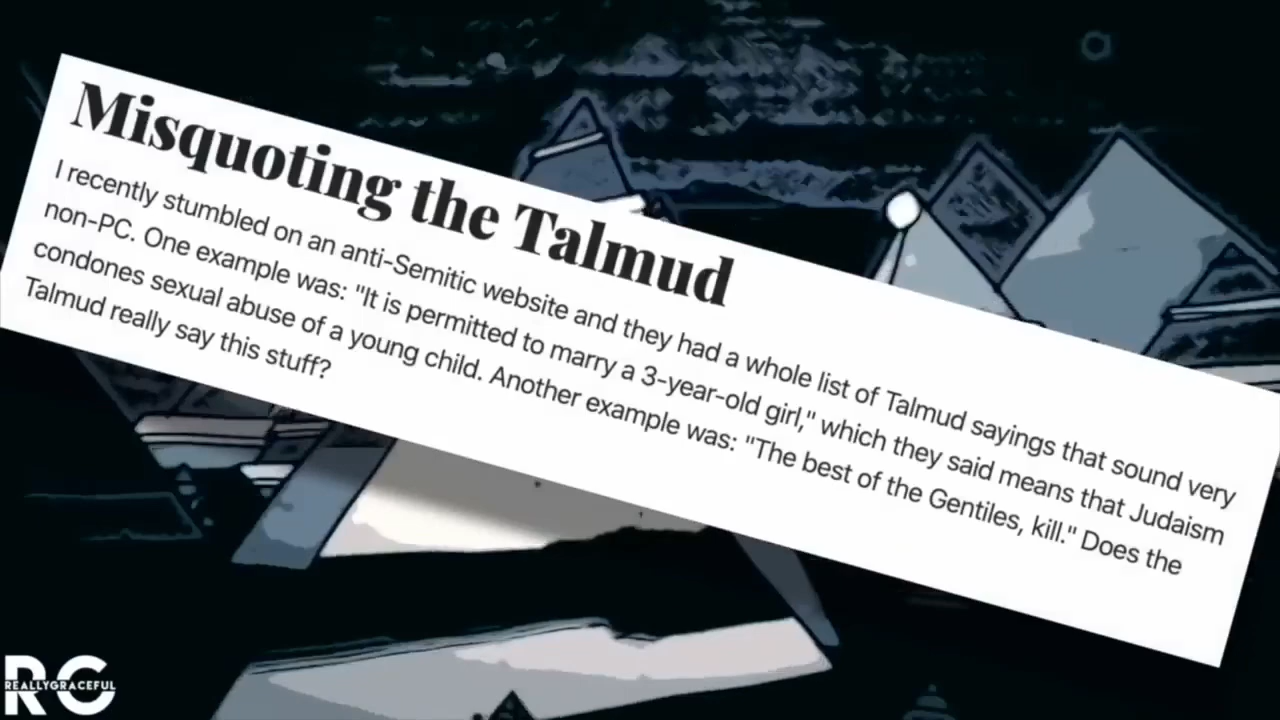 Misquoting the Talmud
I recently stumbled on an anti-Semitic website and they had a whole list of Talmud sayings that sound very
non-PC. One example was: "It is permitted to marry a 3-year-old girl," which they said means that Judaism
condones sexual abuse of a young child. Another example was: "The best of the Gentiles, kill." Does the
Talmud really say this stuff?
RG
REALLYGRACEFUL